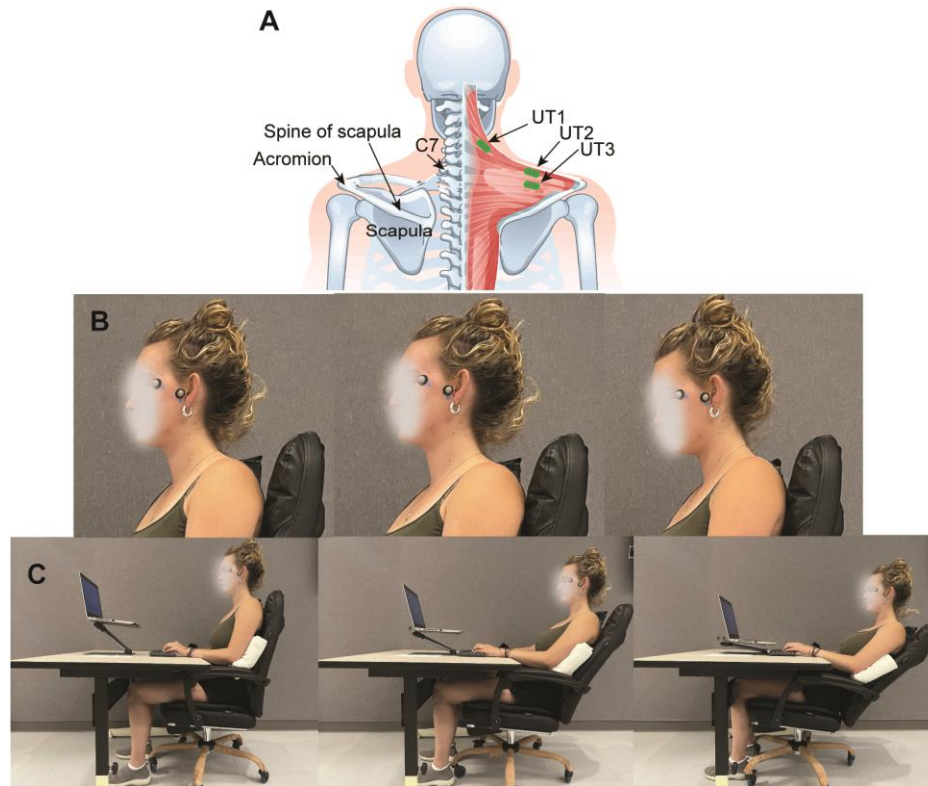 A
UT1
UT2
UT3
Spine of scapula
C7
Acromion
Scapula
B
C